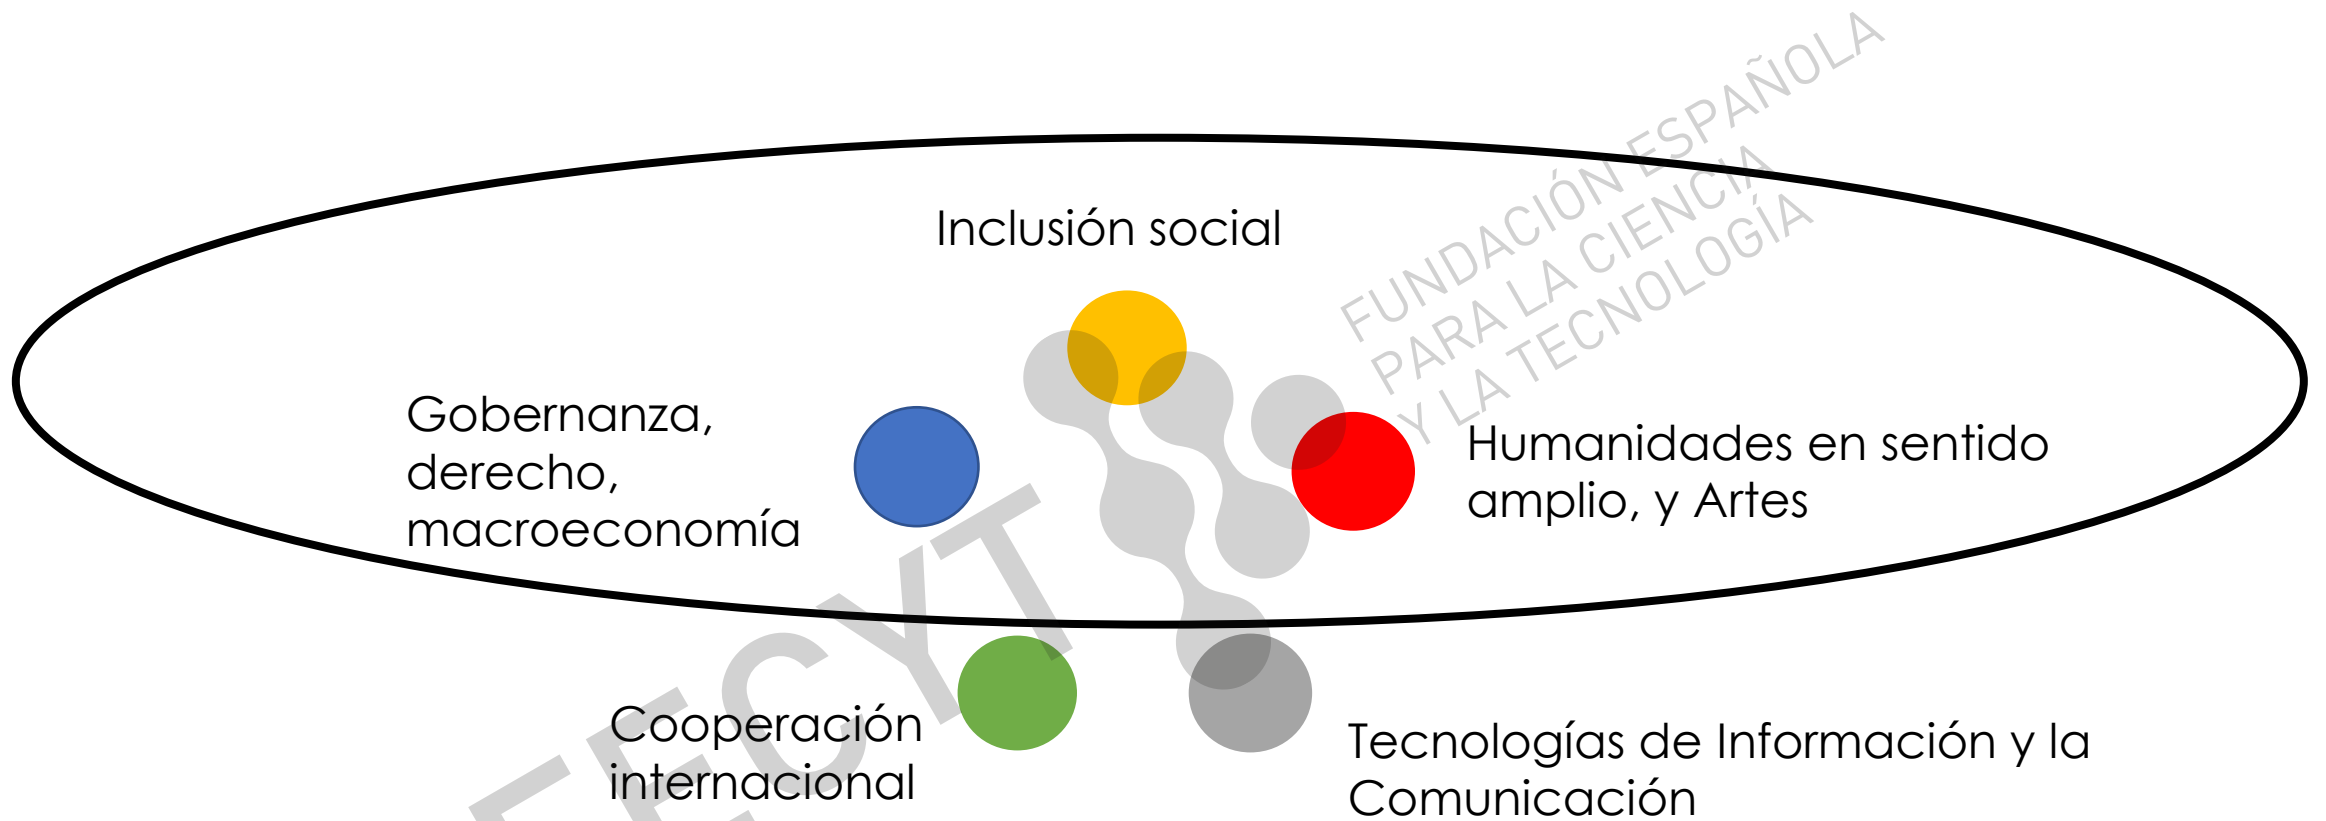 FUNDACIÓN ESPAÑOLA
PARA LA CIENCIA
Y LA TECNOLOGÍA
Inclusión social
Gobernanza,
derecho,
macroeconomía
Humanidades en sentido
amplio, y Artes
FECYT
Cooperación
internacional
Tecnologías de Información y la
Comunicación